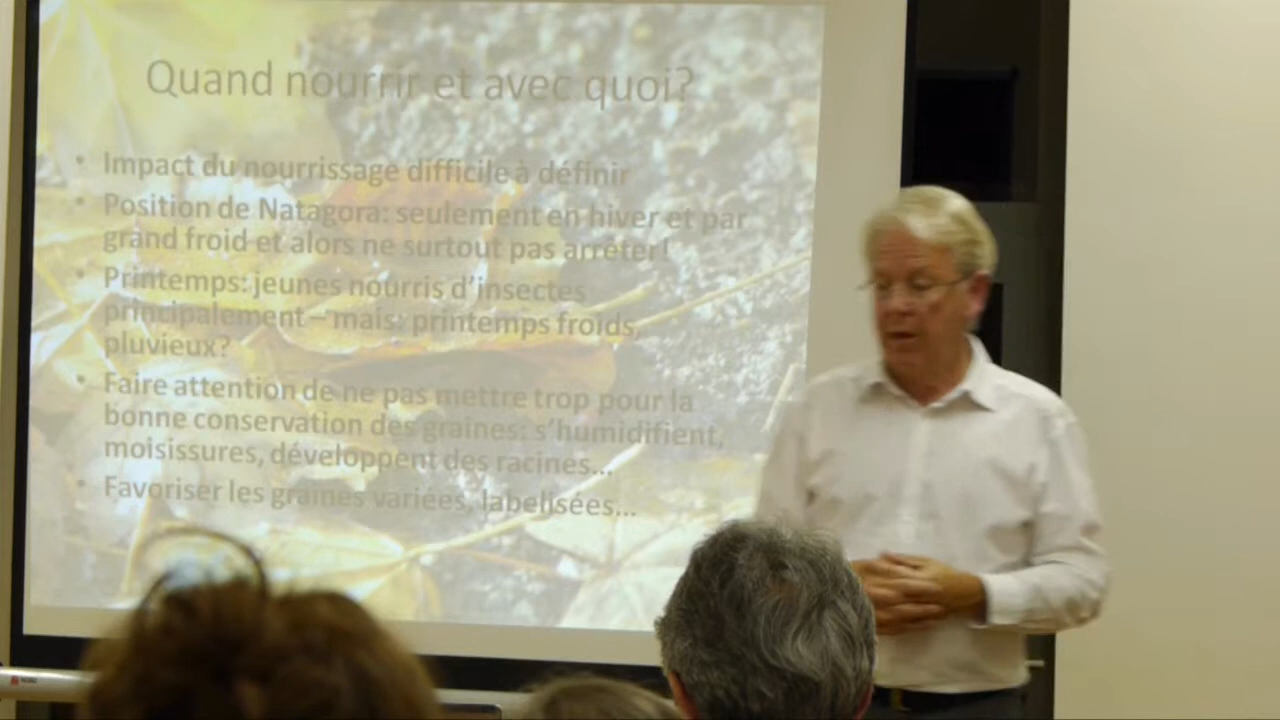 Quand nourrir et avec quoi?
• Impact du nourrissage difficile à définir
• Position de Natagora: seulement en hiver et par
grand froid et alors ne surtout pas arrêter!
• Printemps: jeunes nourris d'insectes
principalement – mais: printemps froids,
pluvieux?
• Faire attention de ne pas mettre trop pour la
bonne conservation des graines: s'humidifient,
moisissures, développent des racines...
• Favoriser les graines variées, labelisées...